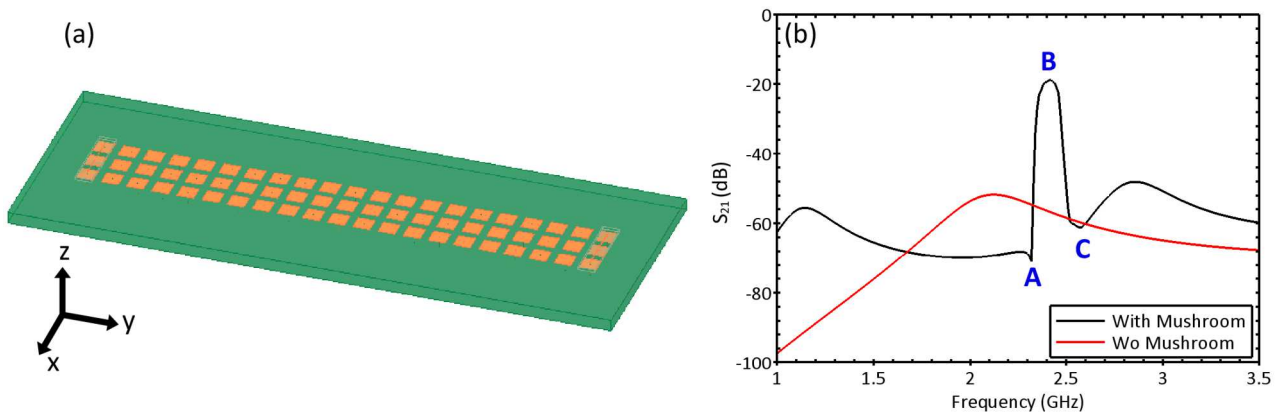 (a)
z
y
x
(b)
0
-20
-40
-60
-80
-100
S21 (dB)
B
A
C
With Mushroom
Wo Mushroom
1
1.5
2
2.5
3
3.5
Frequency (GHz)